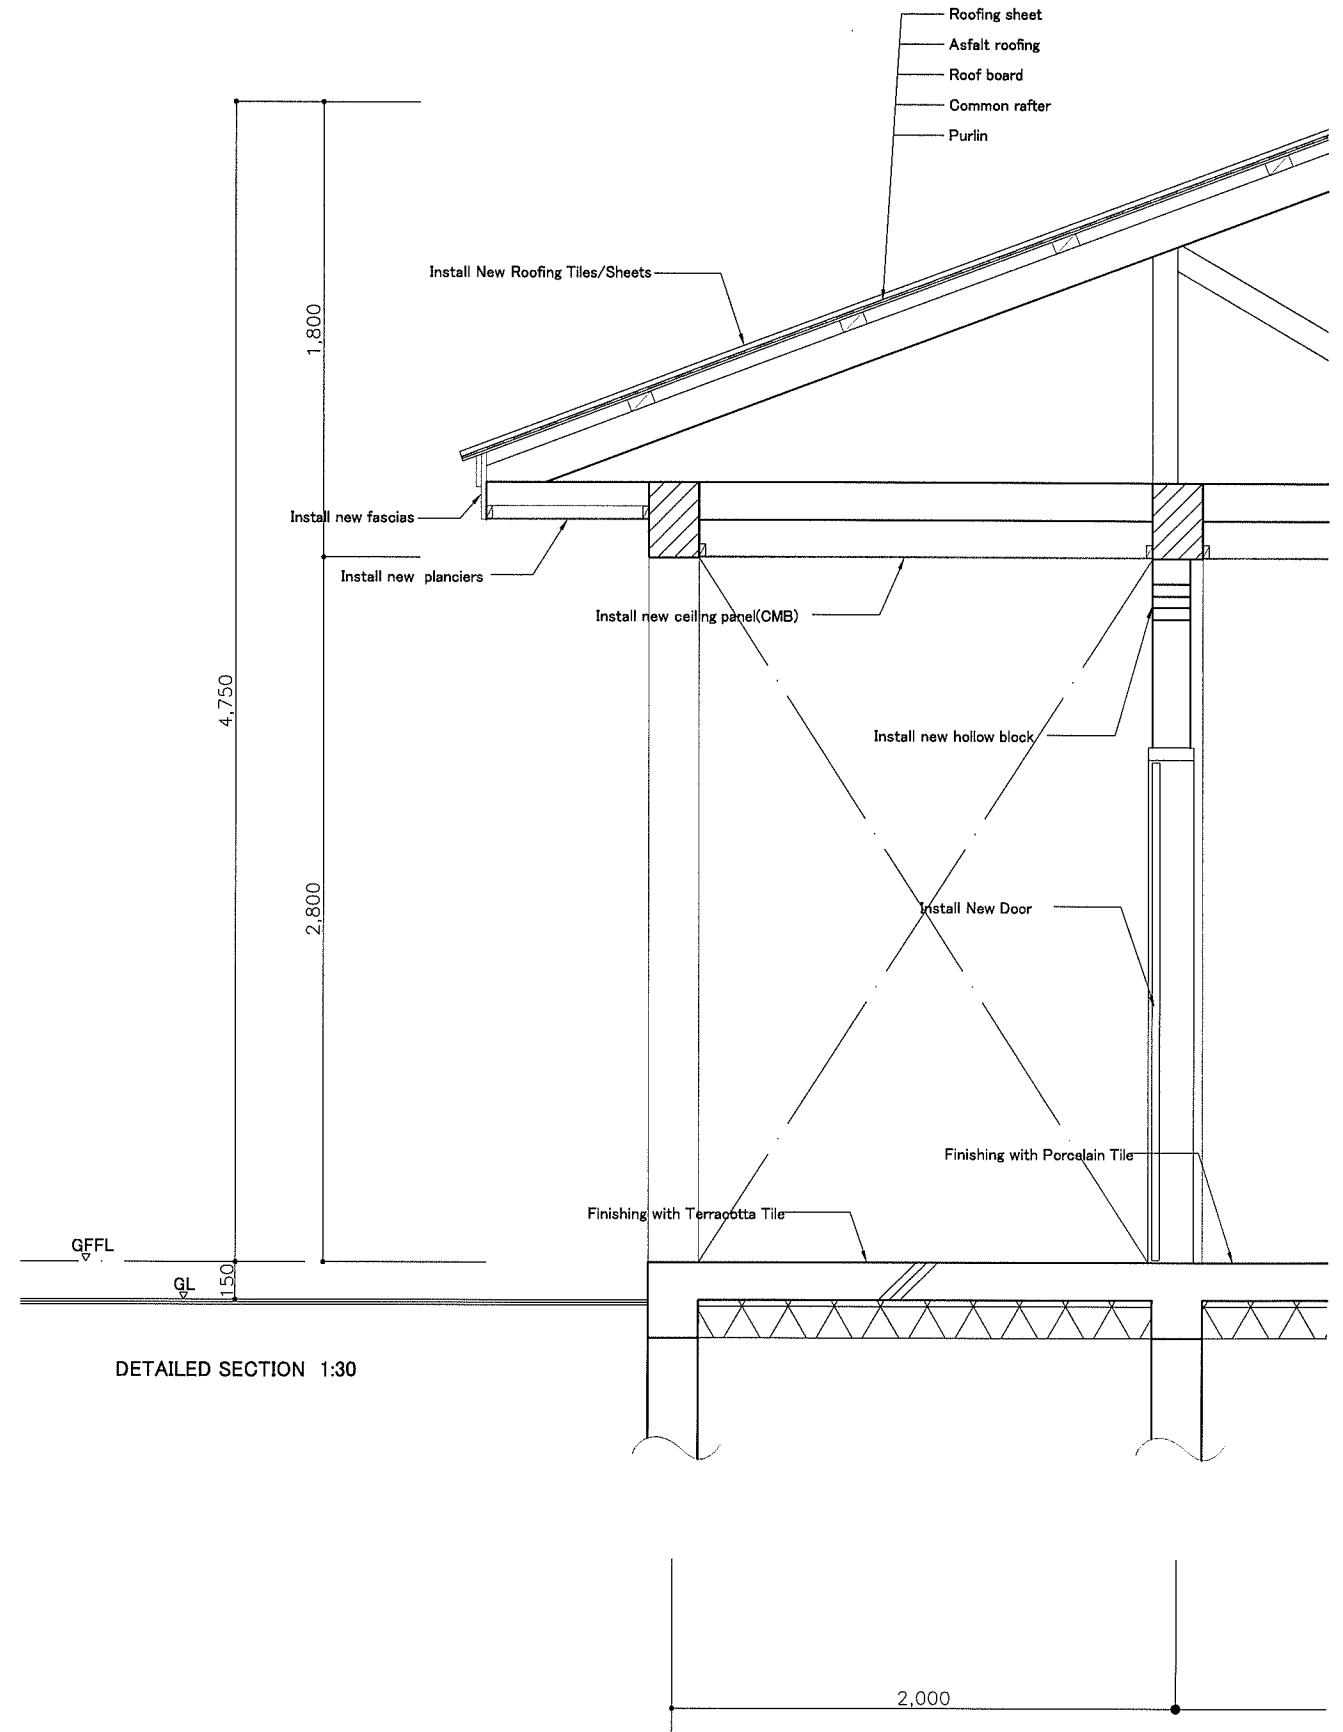 Roofing sheet
Asfalt roofing
Roof board
Common rafter
Purlin
Install New Roofing Tiles/Sheets
1,800
Install new fascias
Install new planciers
Install new ceiling panel(CMB)
4,750
Install new hollow block
2,800
Install New Door
Finishing with Porcelain Tile
Finishing with Terracotta Tile
GFFL
150
GL
DETAILED SECTION 1:30
2,000